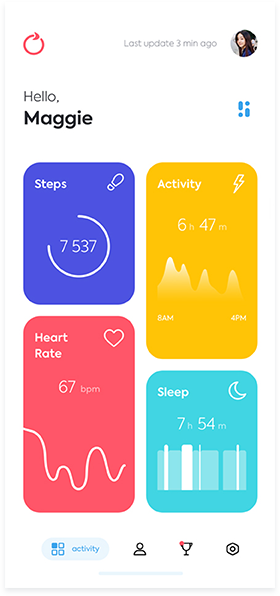 Last update 3 min ago
Hello,
Maggie
Steps
7 537
Activity
6 h 47 m
8AM 4PM
Heart
Rate
67 bpm
Sleep
7 h 54 m
activity